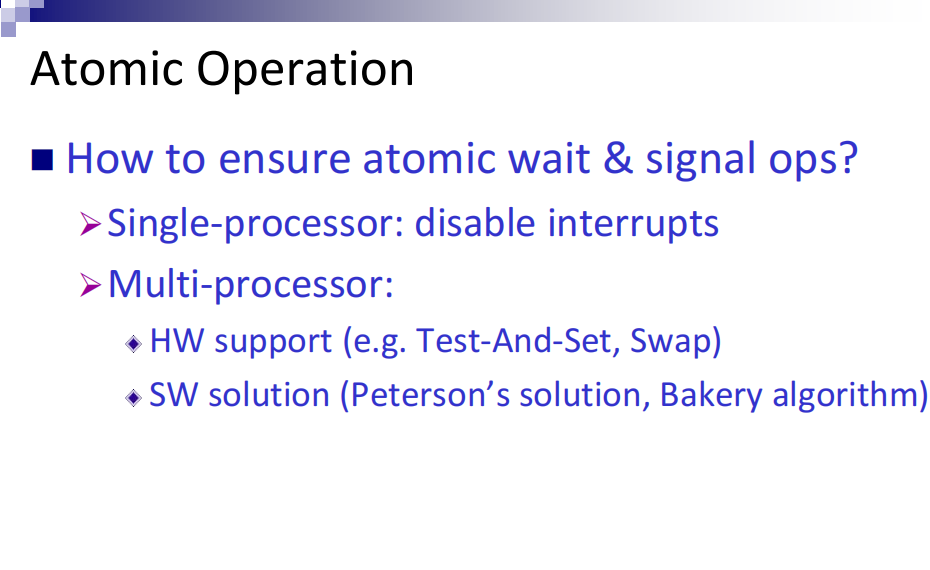 Atomic Operation
How to ensure atomic wait & signal ops?
Single-processor: disable interrupts
Multi-processor:
HW support (e.g. Test-And-Set, Swap)
SW solution (Peterson’s solution, Bakery algorithm)